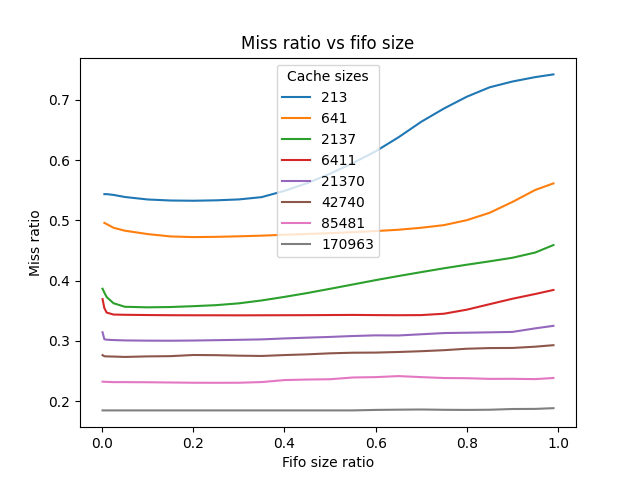 Miss ratio vs fifo size
Cache sizes
213
641
2137
6411
21370
42740
85481
170963
Miss ratio
0.7
0.6
0.5
0.4
0.3
0.2
0.0 0.2 0.4 0.6 0.8 1.0
Fifo size ratio